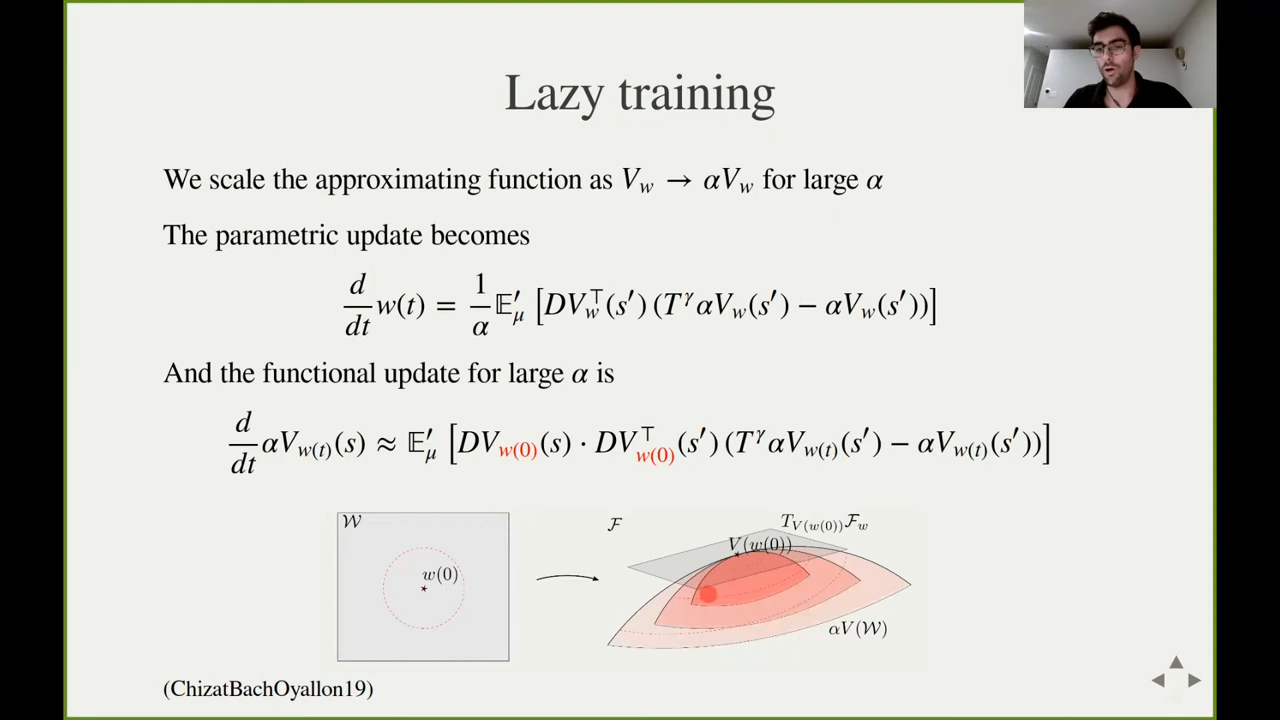 Lazy training
We scale the approximating function as V_w → αV_w for large α
The parametric update becomes
d/dt w(t) = 1/α 𝔼′_μ [DV_w^⊤(s′) (T^γ αV_w(s′) − αV_w(s′))]
And the functional update for large α is
d/dt αV_{w(t)}(s) ≈ 𝔼′_μ [DV_{w(0)}(s) · DV_{w(0)}^⊤(s′) (T^γ αV_{w(t)}(s′) − αV_{w(t)}(s′))]
𝒲
w(0)
ℱ
T_{V(w(0))}ℱ_w
V(w(0))
αV(𝒲)
(ChizatBachOyallon19)